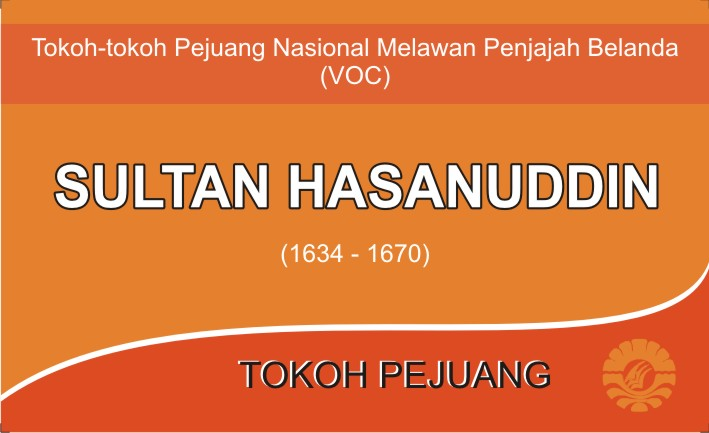 Tokoh-tokoh Pejuang Nasional Melawan Penjajah Belanda
(VOC)
SULTAN HASANUDDIN
(1634 - 1670)
TOKOH PEJUANG